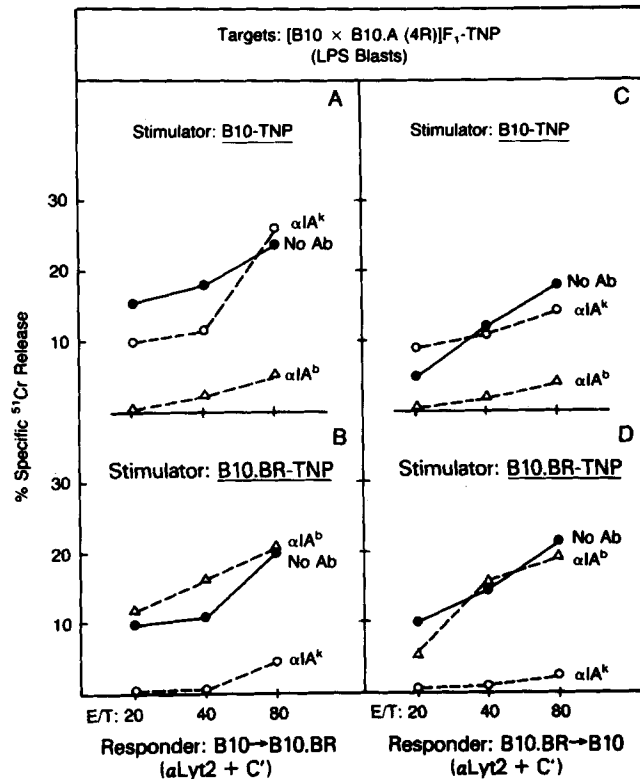 Targets: [B10 × B10.A (4R)]F₁-TNP
(LPS Blasts)
A
Stimulator: B10-TNP
30
20
10
αIAᵏ
No Ab
αIAᵇ
C
Stimulator: B10-TNP
No Ab
αIAᵏ
αIAᵇ
% Specific ⁵¹Cr Release
B
Stimulator: B10.BR-TNP
20
10
αIAᵇ
No Ab
αIAᵏ
D
Stimulator: B10.BR-TNP
No Ab
αIAᵇ
αIAᵏ
E/T: 20 40 80
20 40 80
Responder: B10→B10.BR
(αLyt2 + C')
Responder: B10.BR→B10
(αLyt2 + C')